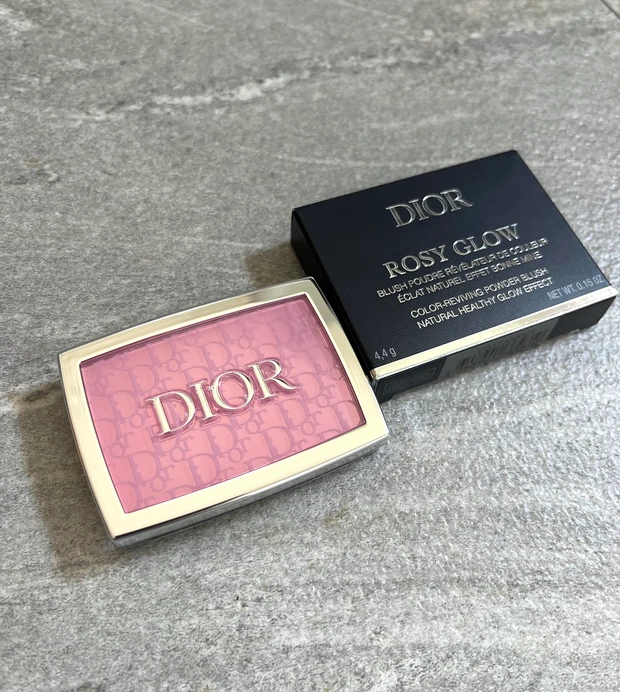 DIOR
ROSY GLOW
BLUSH POUDRE RÉVÉLATEUR DE COULEUR
ÉCLAT NATUREL EFFET BONNE MINE
COLOR-REVIVING POWDER BLUSH
NATURAL HEALTHY GLOW EFFECT
4,4 g
NET WT. 0.15 OZ
DIOR